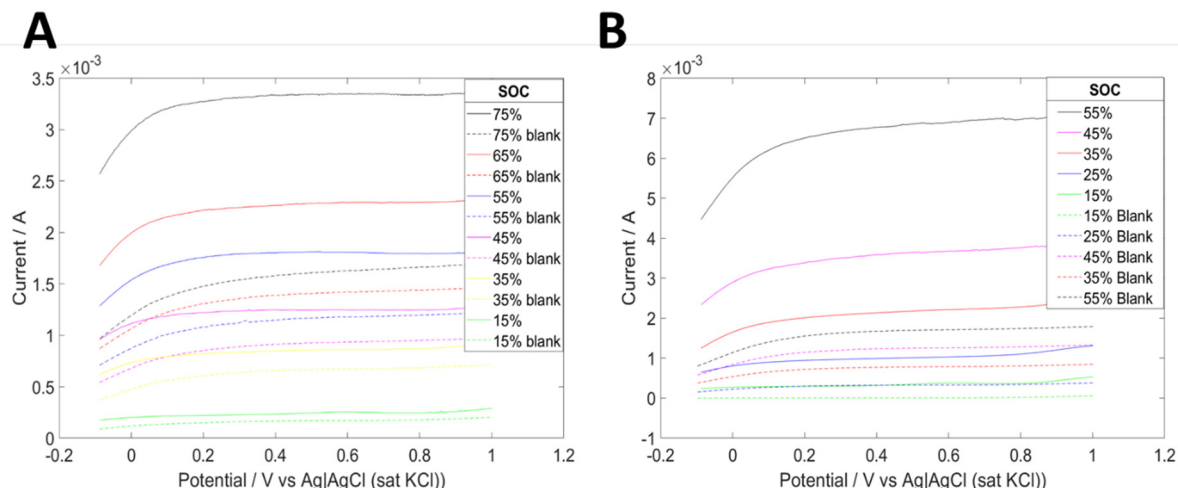 A
×10⁻³
3.5
3
2.5
2
1.5
1
0.5
0
-0.2
0
0.2
0.4
0.6
0.8
1
1.2
Current / A
Potential / V vs Ag|AgCl (sat KCl))
SOC
75%
75% blank
65%
65% blank
55%
55% blank
45%
45% blank
35%
35% blank
15%
15% blank
B
×10⁻³
8
7
6
5
4
3
2
1
0
-1
-0.2
0
0.2
0.4
0.6
0.8
1
1.2
Current / A
Potential / V vs Ag|AgCl (sat KCl))
SOC
55%
45%
35%
25%
15%
15% Blank
25% Blank
45% Blank
35% Blank
55% Blank